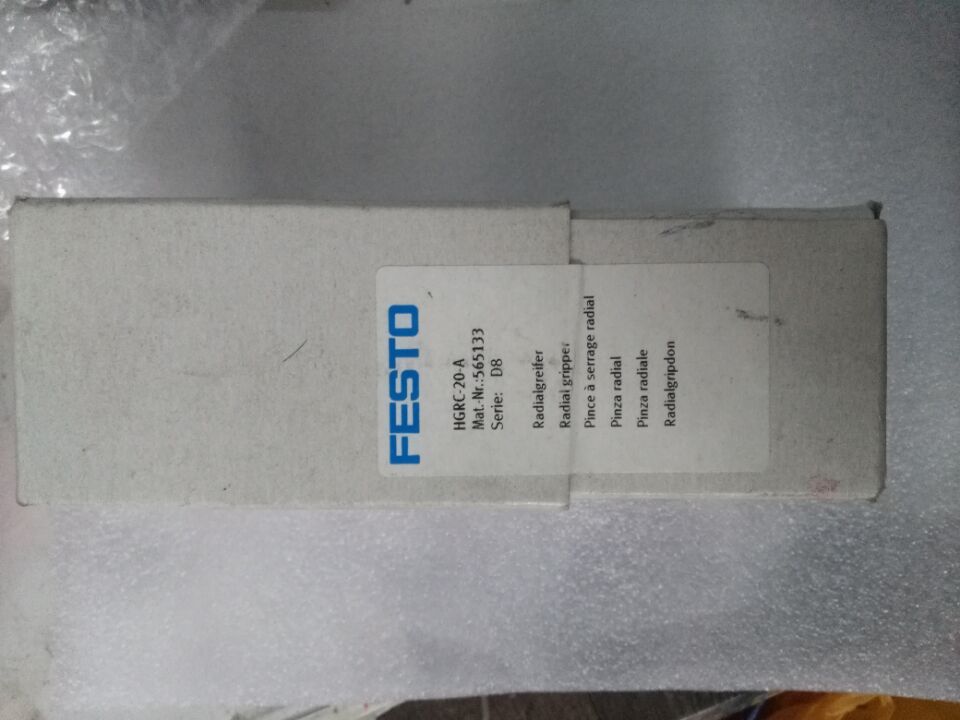 FESTO
HGRC-20-A
Mat.-Nr.:565133
Serie: D8
Radialgreifer
Radial gripper
Pince à serrage radial
Pinza radial
Pinza radiale
Radialgripdon